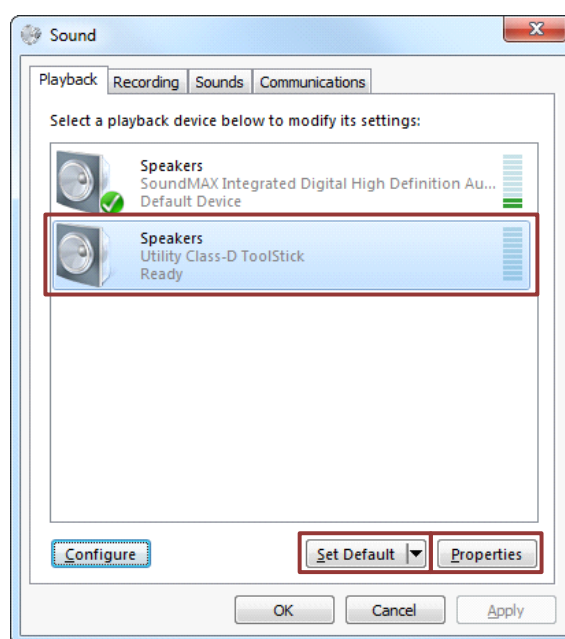 Sound
Playback Recording Sounds Communications
Select a playback device below to modify its settings:
Speakers
SoundMAX Integrated Digital High Definition Au...
Default Device
Speakers
Utility Class-D ToolStick
Ready
Configure Set Default Properties
OK Cancel Apply